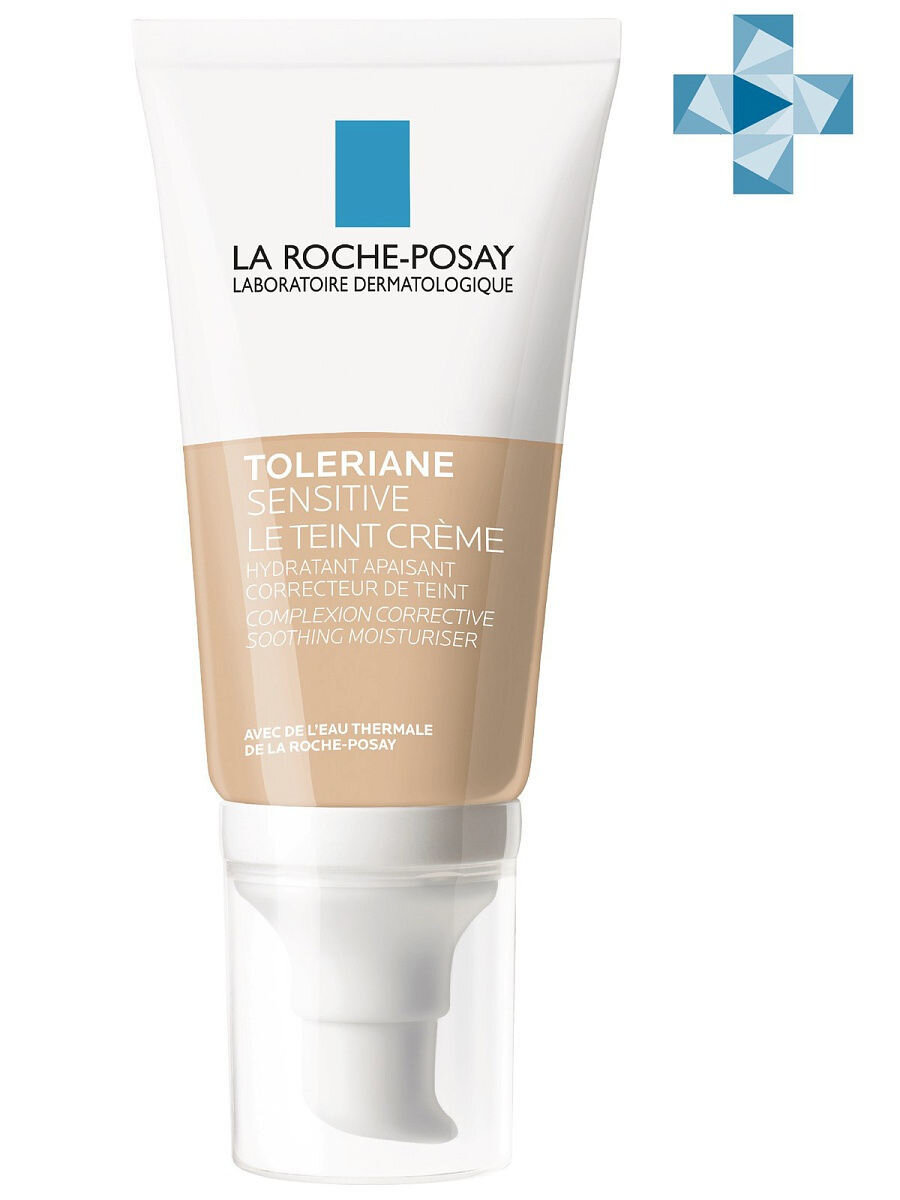 LA ROCHE-POSAY
LABORATOIRE DERMATOLOGIQUE
TOLERIANE
SENSITIVE
LE TEINT CRÈME
HYDRATANT APAISANT
CORRECTEUR DE TEINT
COMPLEXION CORRECTIVE
SOOTHING MOISTURISER
AVEC DE L'EAU THERMALE
DE LA ROCHE-POSAY